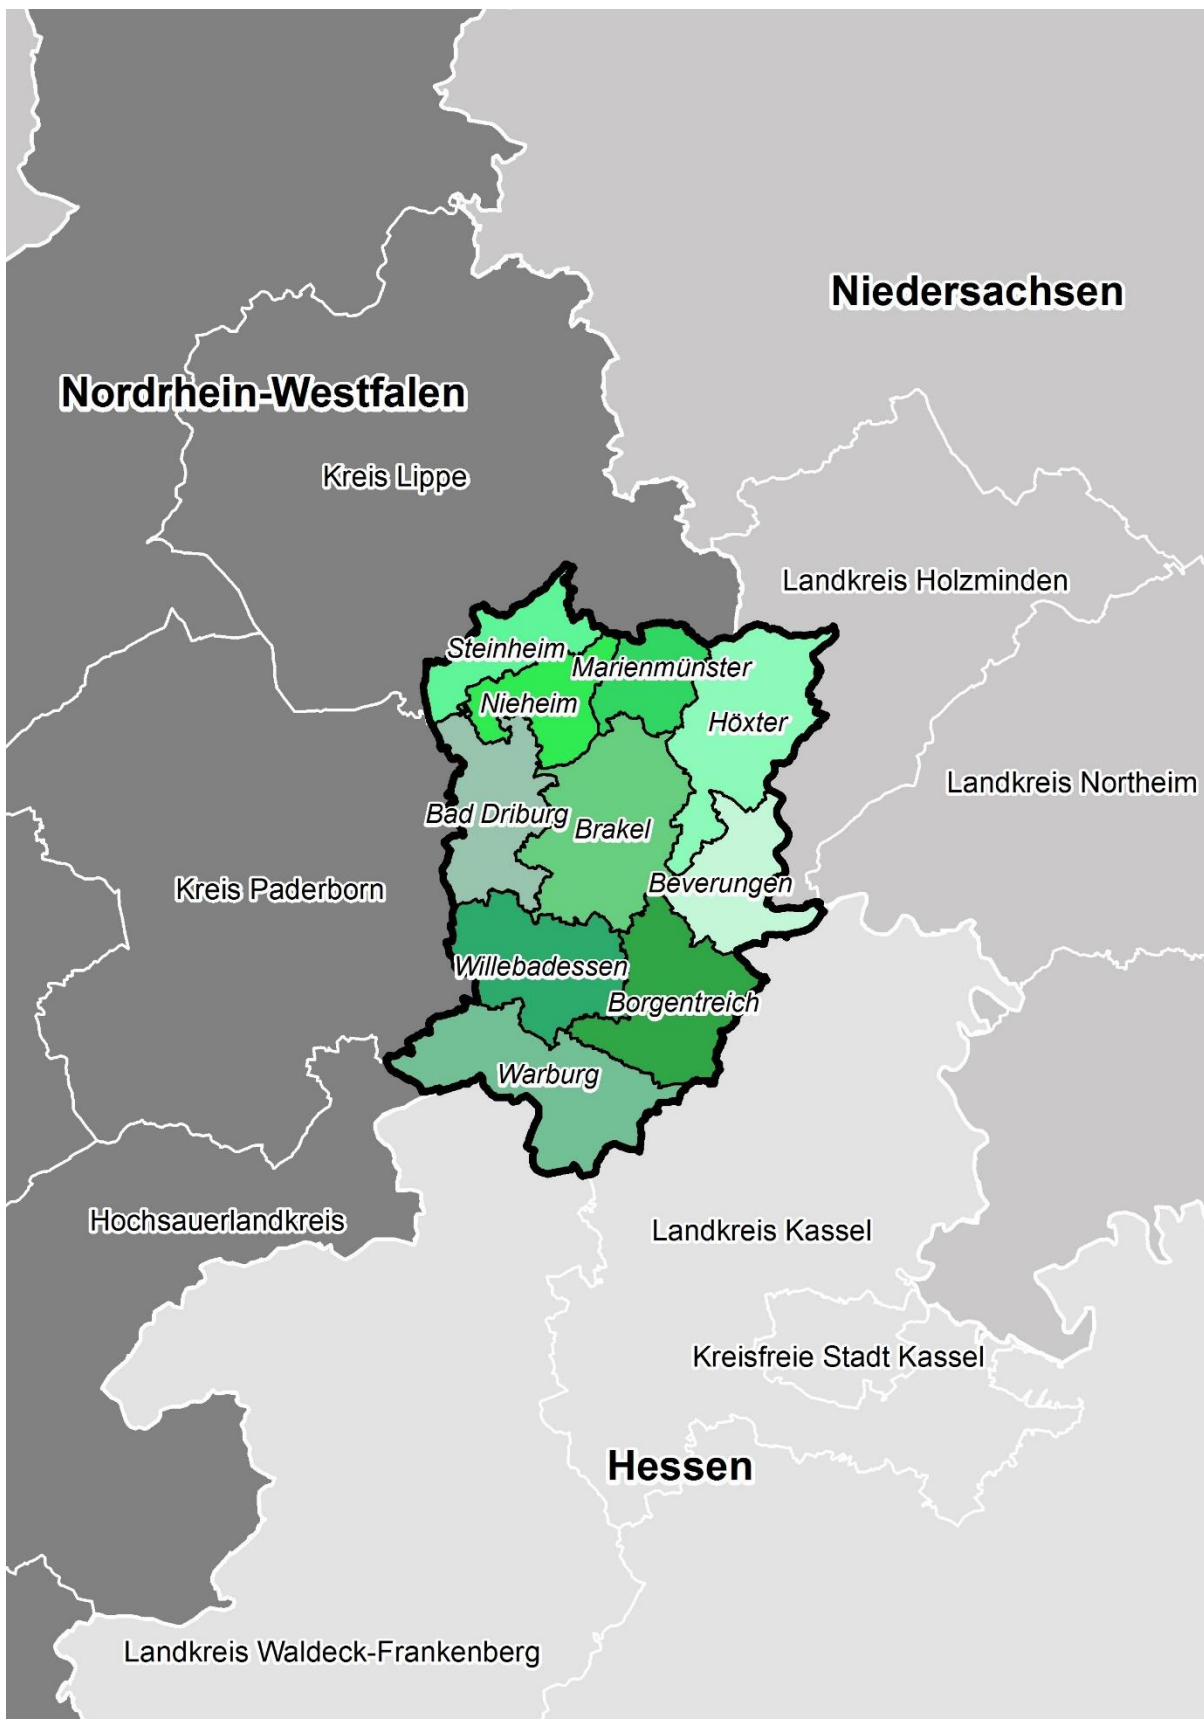 Niedersachsen
Nordrhein-Westfalen
Kreis Lippe
Landkreis Holzminden
Steinheim
Marienmünster
Nieheim
Höxter
Landkreis Northeim
Bad Driburg
Brakel
Kreis Paderborn
Beverungen
Willebadessen
Borgentreich
Warburg
Hochsauerlandkreis
Landkreis Kassel
Kreisfreie Stadt Kassel
Hessen
Landkreis Waldeck-Frankenberg